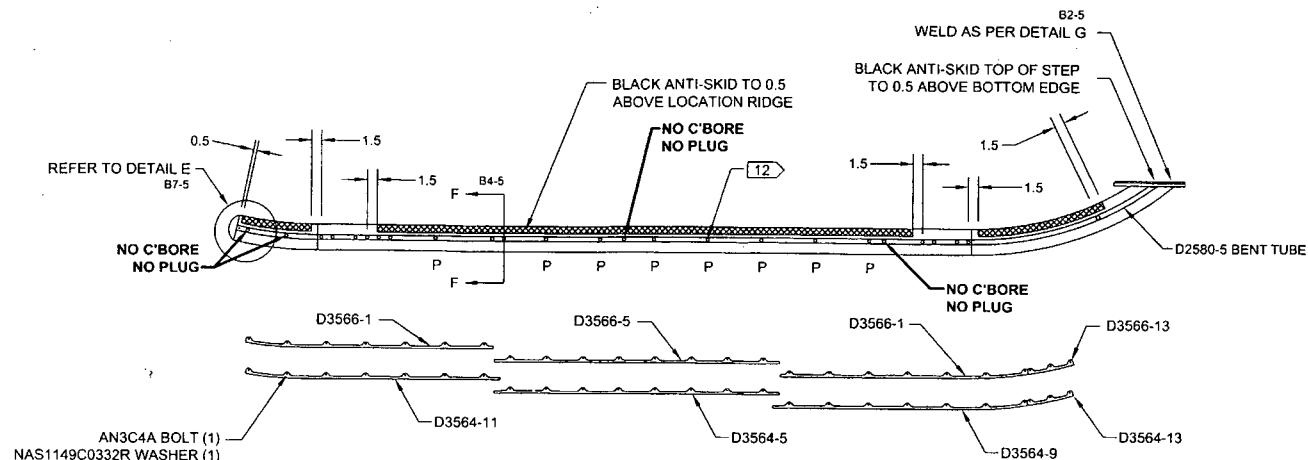 B2-5
WELD AS PER DETAIL G
BLACK ANTI-SKID TOP OF STEP
TO 0.5 ABOVE BOTTOM EDGE
BLACK ANTI-SKID TO 0.5
ABOVE LOCATION RIDGE
NO C'BORE
NO PLUG
12
0.5
1.5
1.5
1.5
1.5
1.5
REFER TO DETAIL E
B7-5
F
B4-5
NO C'BORE
NO PLUG
D2580-5 BENT TUBE
P
P
P
P
P
P
P
P
F
NO C'BORE
NO PLUG
D3566-1
D3566-5
D3566-1
D3566-13
D3564-11
D3564-5
D3564-9
D3564-13
AN3C4A BOLT (1)
NAS1149C0332R WASHER (1)